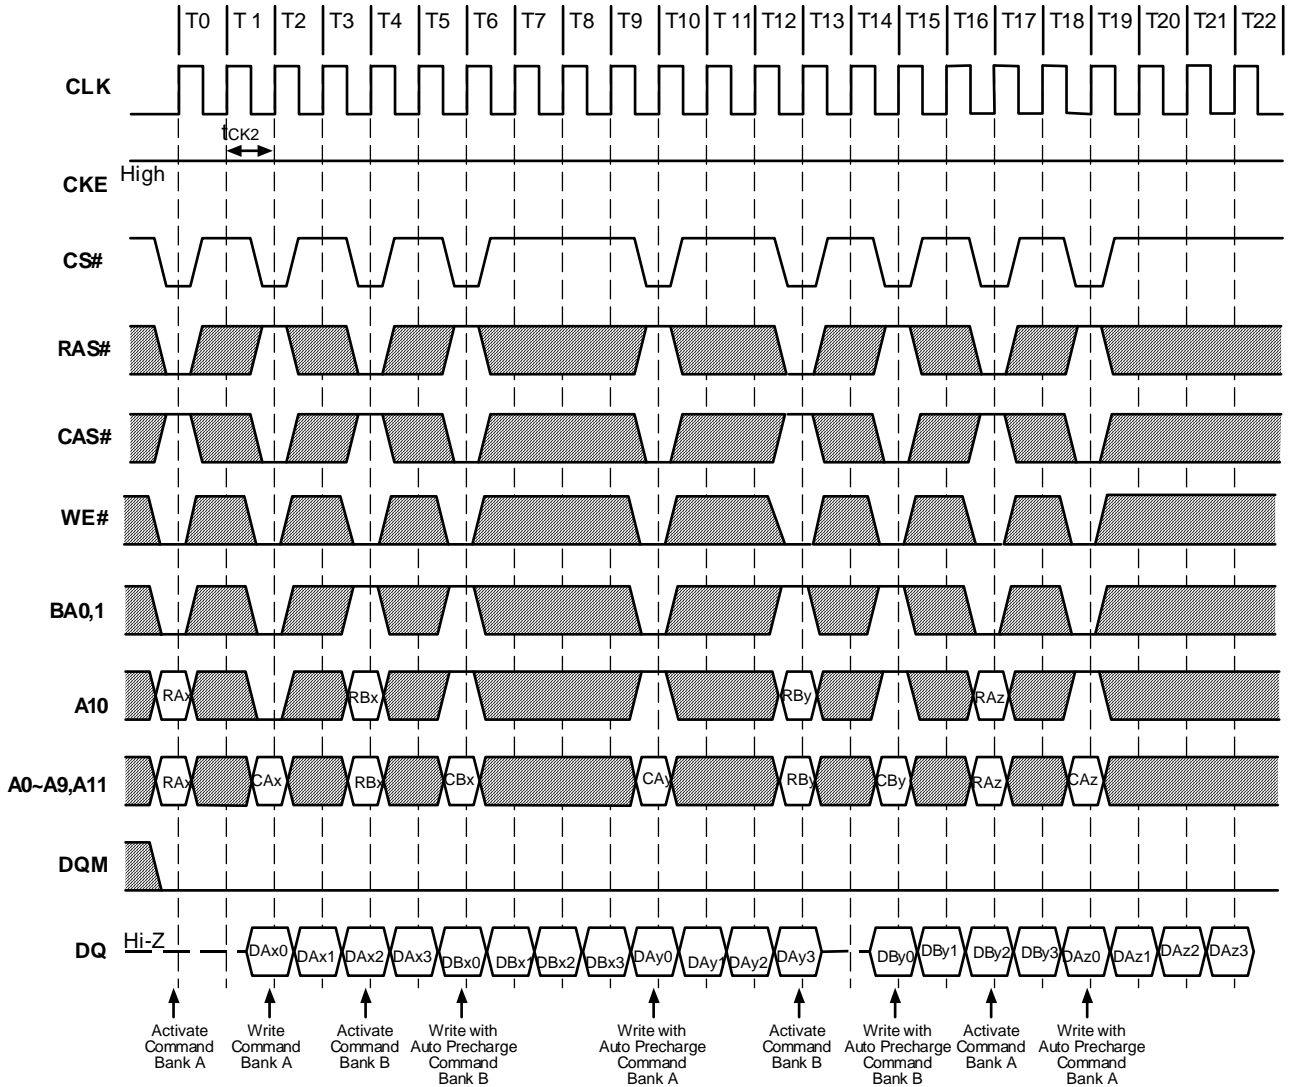 T0 T 1 T2 T3 T4 T5 T6 T7 T8 T9 T10 T 11 T12 T13 T14 T15 T16 T17 T18 T19 T20 T21 T22
CLK
tCK2
High
CKE
CS#
RAS#
CAS#
WE#
BA0,1
A10
RAx RBx RBy RAz
A0~A9,A11
RAx CAx RBx CBx CAy RBy CBy RAz CAz
DQM
DQ
Hi-Z
DAx0 DAx1 DAx2 DAx3 DBx0 DBx1 DBx2 DBx3 DAy0 DAy1 DAy2 DAy3 DBy0 DBy1 DBy2 DBy3 DAz0 DAz1 DAz2 DAz3
Activate
Command
Bank A
Write
Command
Bank A
Activate
Command
Bank B
Write with
Auto Precharge
Command
Bank B
Write with
Auto Precharge
Command
Bank A
Activate
Command
Bank B
Write with
Auto Precharge
Command
Bank B
Activate
Command
Bank A
Write with
Auto Precharge
Command
Bank A